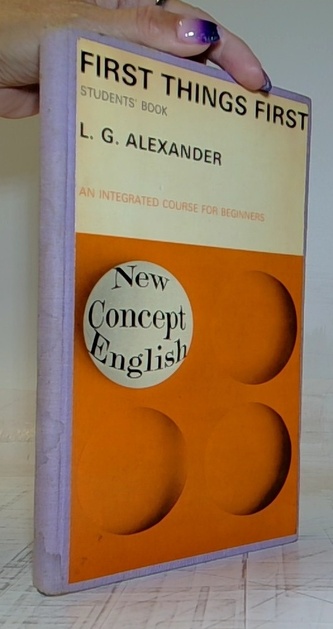 FIRST THINGS FIRST
STUDENTS' BOOK
L. G. ALEXANDER
AN INTEGRATED COURSE FOR BEGINNERS
New
Concept
English